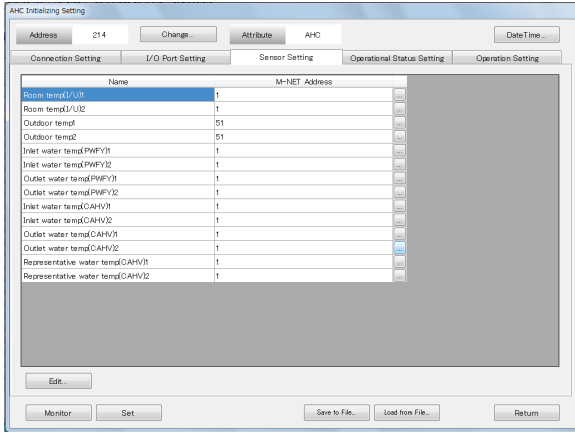 AHC Initializing Setting
Address 214 Change... Attribute AHC DateTime...
Connection Setting I/O Port Setting Sensor Setting Operational Status Setting Operation Setting
Name M-NET Address
Room temp(I/U)1 1 ...
Room temp(I/U)2 1 ...
Outdoor temp1 51 ...
Outdoor temp2 51 ...
Inlet water temp(PWFY)1 1 ...
Inlet water temp(PWFY)2 1 ...
Outlet water temp(PWFY)1 1 ...
Outlet water temp(PWFY)2 1 ...
Inlet water temp(CAHV)1 1 ...
Inlet water temp(CAHV)2 1 ...
Outlet water temp(CAHV)1 1 ...
Outlet water temp(CAHV)2 1 ...
Representative water temp(CAHV)1 1 ...
Representative water temp(CAHV)2 1 ...
Edit...
Monitor Set Save to File... Load from File... Return